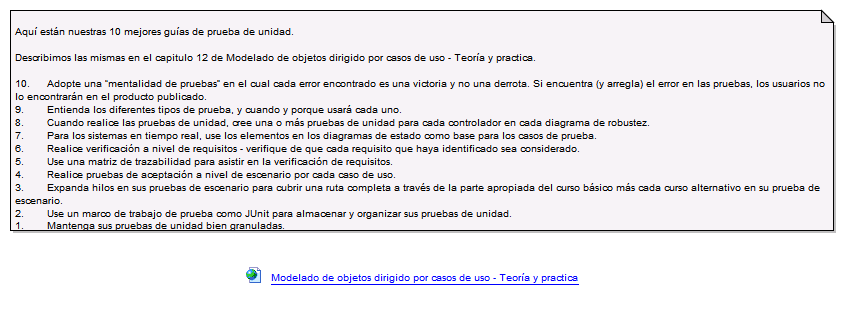 Aquí están nuestras 10 mejores guías de prueba de unidad.
Describimos las mismas en el capitulo 12 de Modelado de objetos dirigido por casos de uso - Teoría y practica.
10. Adopte una "mentalidad de pruebas" en el cual cada error encontrado es una victoria y no una derrota. Si encuentra (y arregla) el error en las pruebas, los usuarios no
lo encontrarán en el producto publicado.
9. Entienda los diferentes tipos de prueba, y cuando y porque usará cada uno.
8. Cuando realice las pruebas de unidad, cree una o más pruebas de unidad para cada controlador en cada diagrama de robustez.
7. Para los sistemas en tiempo real, use los elementos en los diagramas de estado como base para los casos de prueba.
6. Realice verificación a nivel de requisitos - verifique de que cada requisito que haya identificado sea considerado.
5. Use una matriz de trazabilidad para asistir en la verificación de requisitos.
4. Realice pruebas de aceptación a nivel de escenario por cada caso de uso.
3. Expanda hilos en sus pruebas de escenario para cubrir una ruta completa a través de la parte apropiada del curso básico más cada curso alternativo en su prueba de
escenario.
2. Use un marco de trabajo de prueba como JUnit para almacenar y organizar sus pruebas de unidad.
1. Mantenga sus pruebas de unidad bien granuladas.
Modelado de objetos dirigido por casos de uso - Teoría y practica